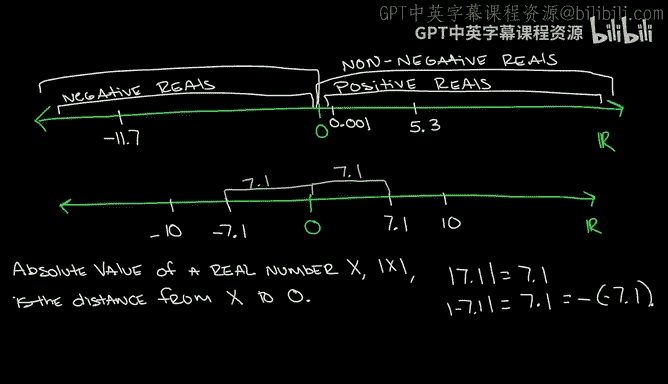 GPT中英字幕课程资源@bilibili.com
GPT中英字幕课程资源 bilibili
NON-NEGATIVE REALS
NEGATIVE REALS POSITIVE REALS
-11.7 0 0.001 5.3 ℝ
7.1 7.1
-10 -7.1 0 7.1 10 ℝ
ABSOLUTE VALUE OF A REAL NUMBER X, |X|,
is the DISTANCE FROM X TO 0.
|7.1| = 7.1
|-7.1| = 7.1 = -(-7.1).